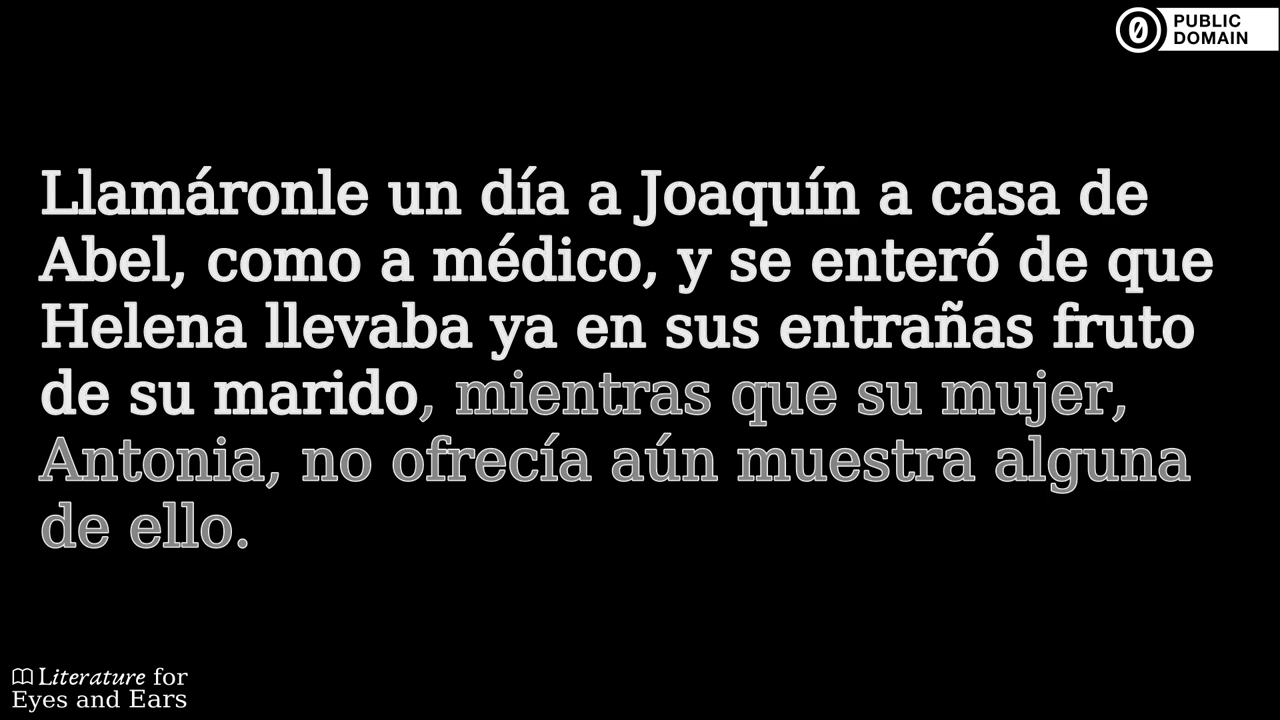 PUBLIC
DOMAIN
Llamáronle un día a Joaquín a casa de
Abel, como a médico, y se enteró de que
Helena llevaba ya en sus entrañas fruto
de su marido, mientras que su mujer,
Antonia, no ofrecía aún muestra alguna
de ello.
Literature for
Eyes and Ears